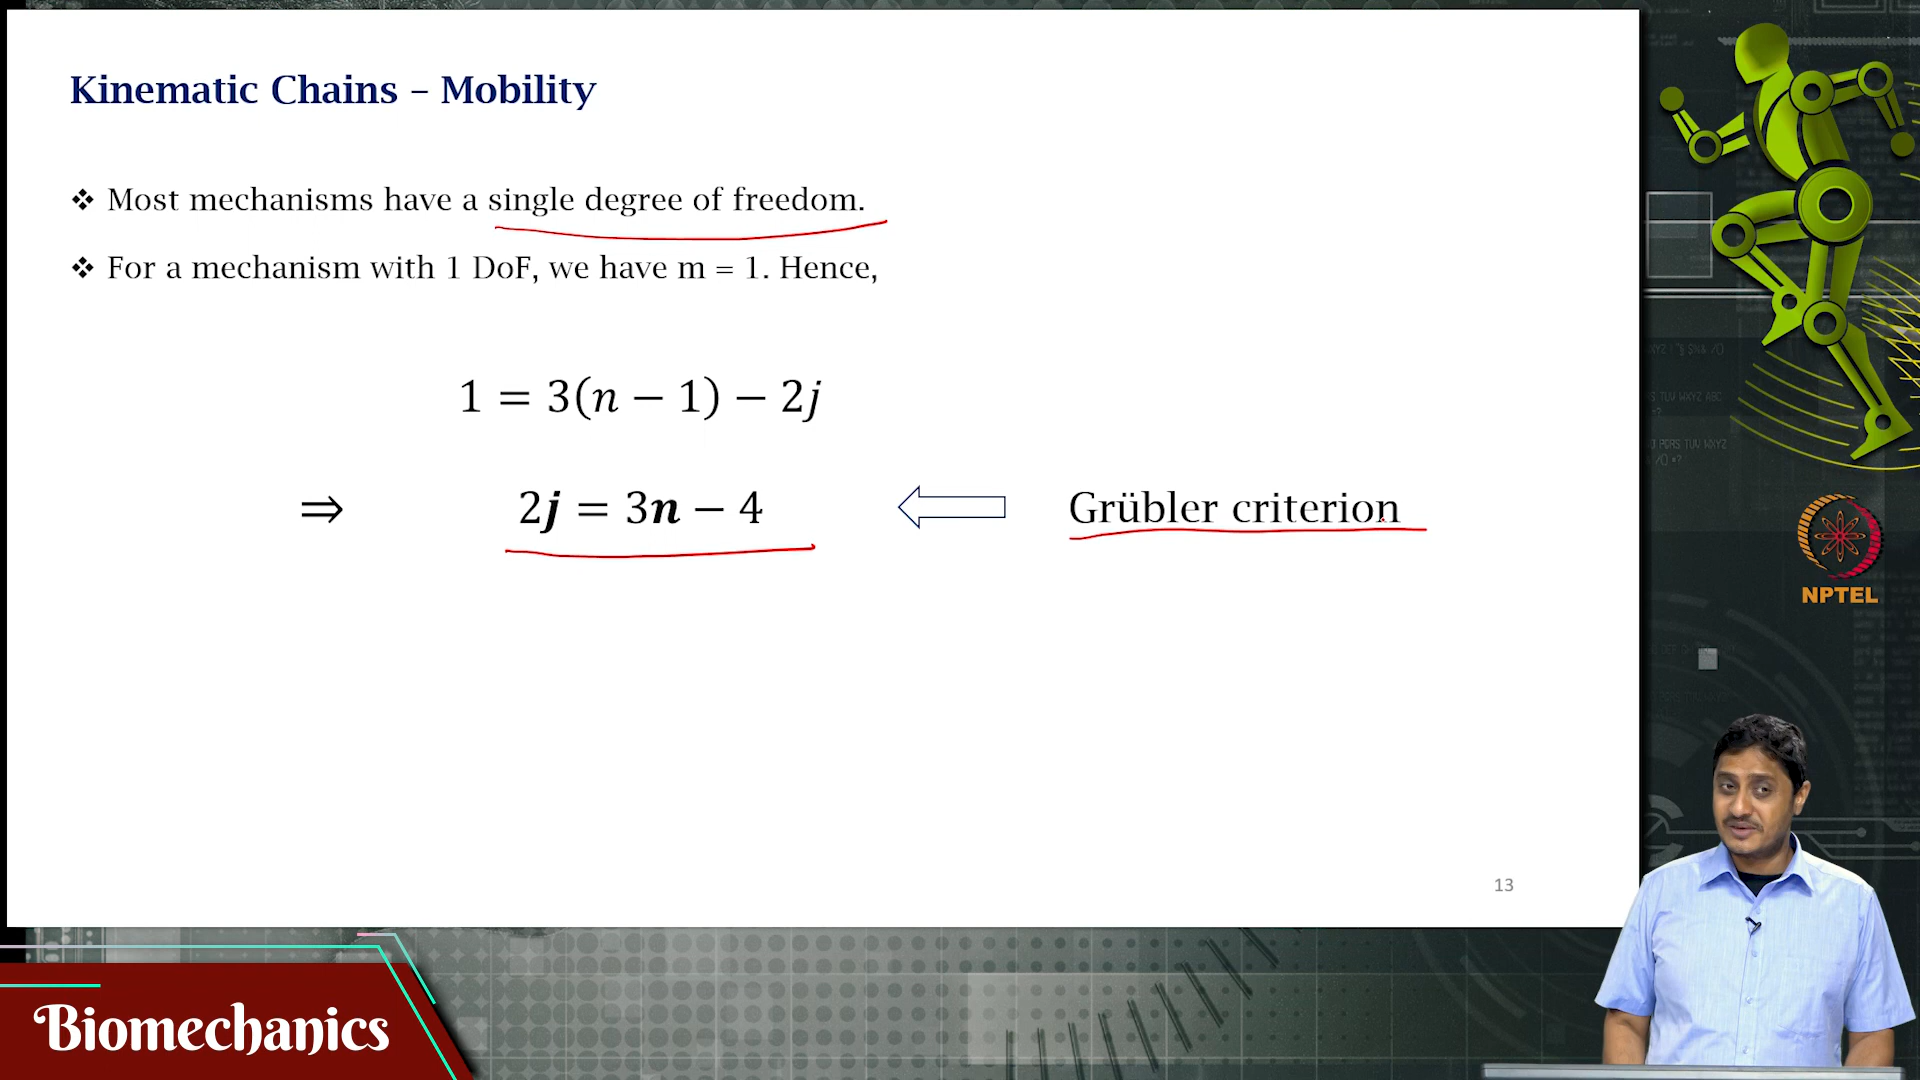 Kinematic Chains – Mobility
❖ Most mechanisms have a single degree of freedom.
❖ For a mechanism with 1 DoF, we have m = 1. Hence,
1 = 3(n − 1) − 2j
⇒ 2j = 3n − 4 Grübler criterion
13
NPTEL
Biomechanics